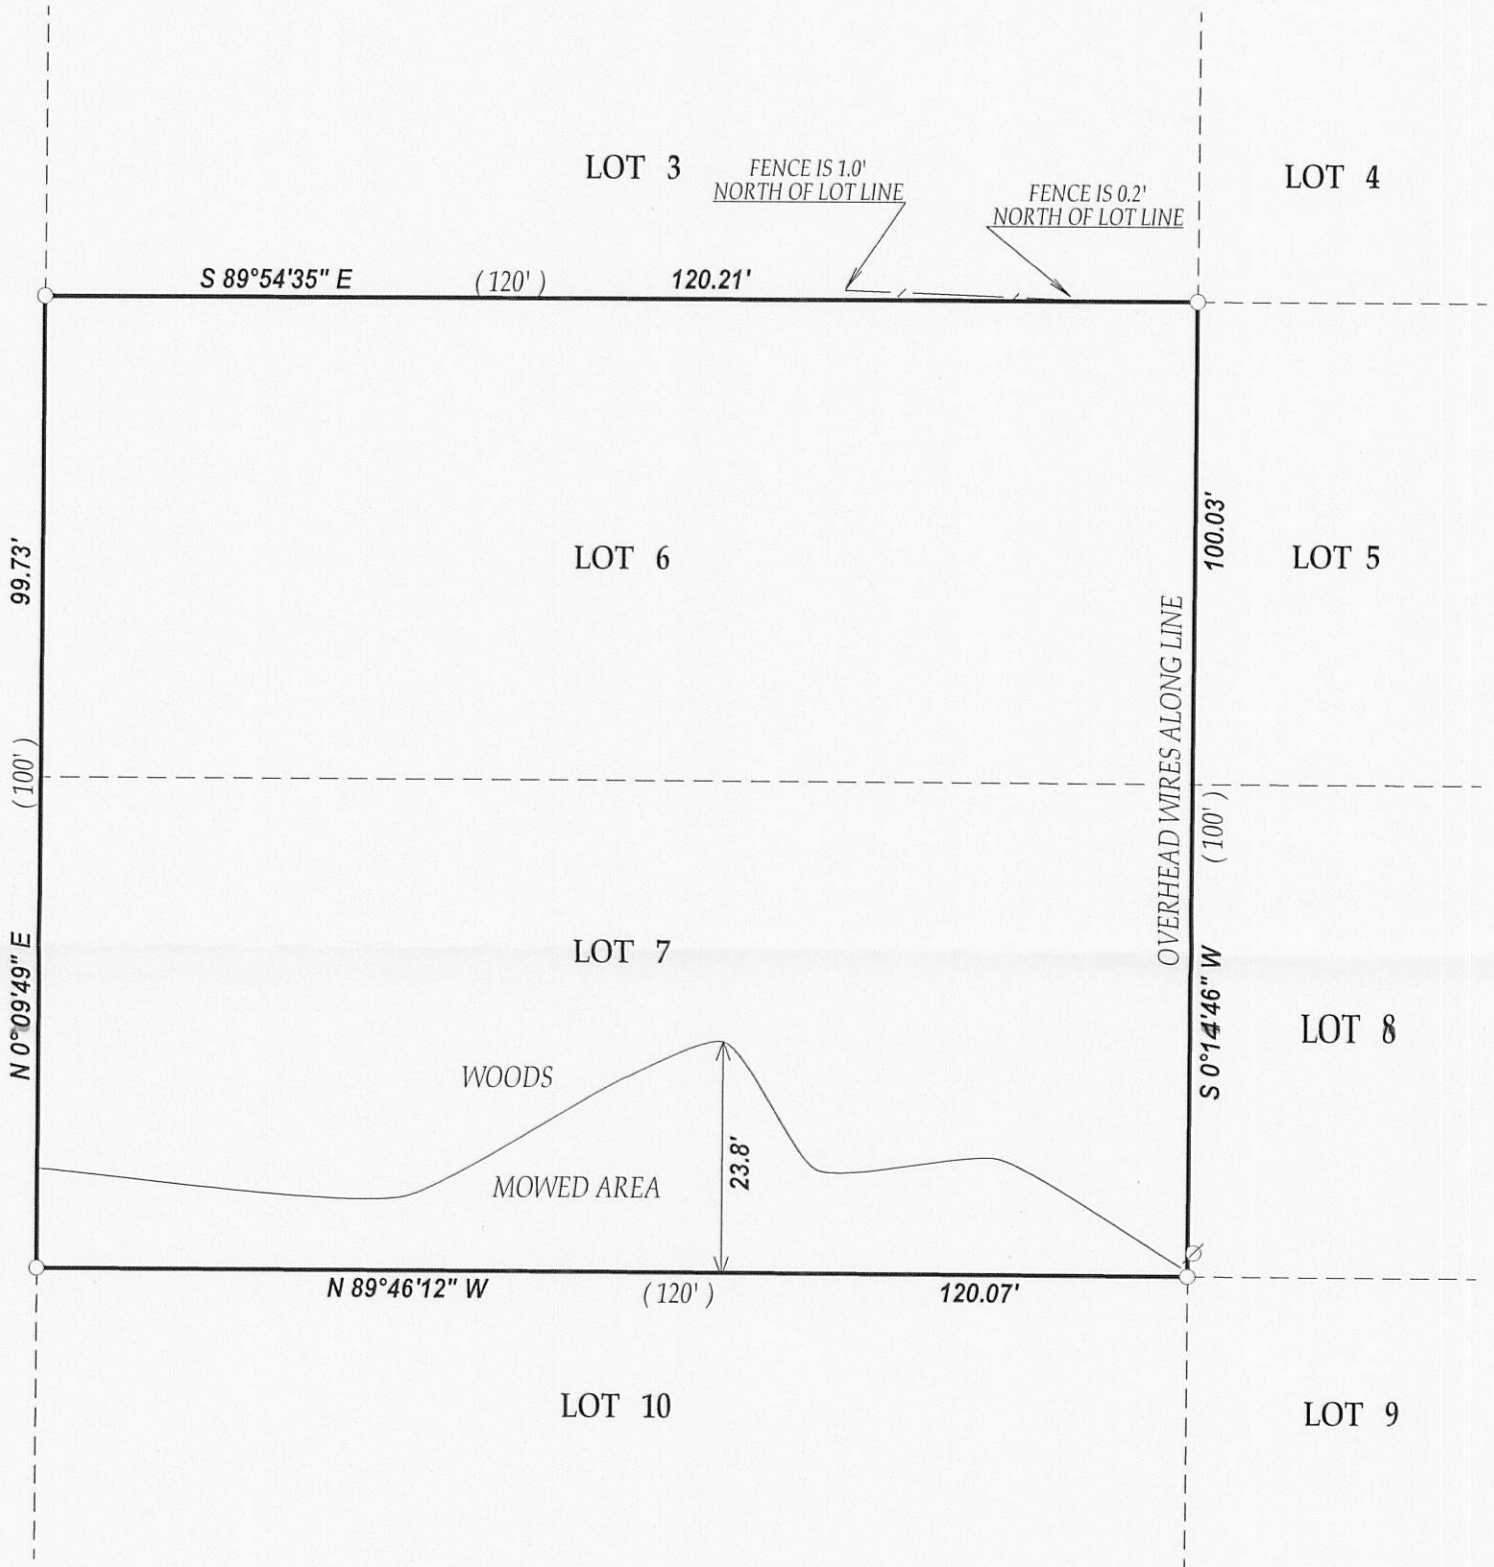 LOT 3
FENCE IS 1.0'
NORTH OF LOT LINE
FENCE IS 0.2'
NORTH OF LOT LINE
LOT 4
S 89°54'35" E
( 120' )
120.21'
99.73'
( 100' )
N 0°09'49" E
LOT 6
100.03'
LOT 5
OVERHEAD WIRES ALONG LINE
( 100' )
S 0°14'46" W
LOT 7
LOT 8
WOODS
MOWED AREA
23.8'
N 89°46'12" W
( 120' )
120.07'
LOT 10
LOT 9